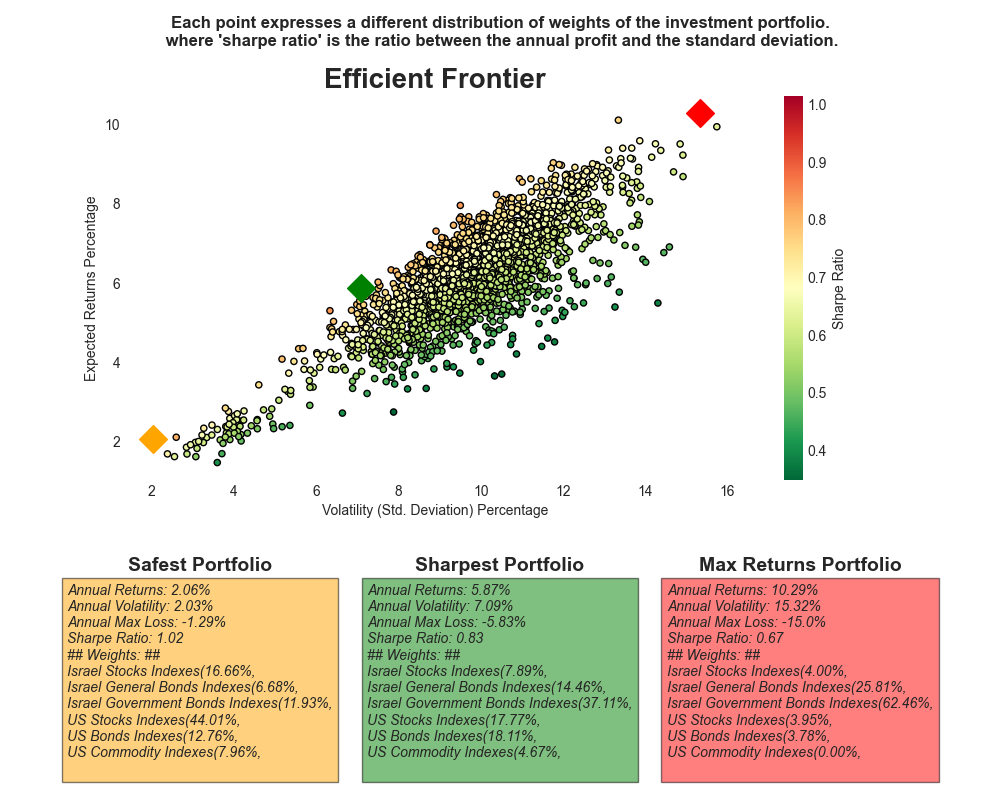 Each point expresses a different distribution of weights of the investment portfolio.
where 'sharpe ratio' is the ratio between the annual profit and the standard deviation.
Efficient Frontier
10
8
6
4
2
Expected Returns Percentage
2 4 6 8 10 12 14 16
Volatility (Std. Deviation) Percentage
1.0
0.9
0.8
0.7
0.6
0.5
0.4
Sharpe Ratio
Safest Portfolio
Annual Returns: 2.06%
Annual Volatility: 2.03%
Annual Max Loss: -1.29%
Sharpe Ratio: 1.02
## Weights: ##
Israel Stocks Indexes(16.66%,
Israel General Bonds Indexes(6.68%,
Israel Government Bonds Indexes(11.93%,
US Stocks Indexes(44.01%,
US Bonds Indexes(12.76%,
US Commodity Indexes(7.96%,
Sharpest Portfolio
Annual Returns: 5.87%
Annual Volatility: 7.09%
Annual Max Loss: -5.83%
Sharpe Ratio: 0.83
## Weights: ##
Israel Stocks Indexes(7.89%,
Israel General Bonds Indexes(14.46%,
Israel Government Bonds Indexes(37.11%,
US Stocks Indexes(17.77%,
US Bonds Indexes(18.11%,
US Commodity Indexes(4.67%,
Max Returns Portfolio
Annual Returns: 10.29%
Annual Volatility: 15.32%
Annual Max Loss: -15.0%
Sharpe Ratio: 0.67
## Weights: ##
Israel Stocks Indexes(4.00%,
Israel General Bonds Indexes(25.81%,
Israel Government Bonds Indexes(62.46%,
US Stocks Indexes(3.95%,
US Bonds Indexes(3.78%,
US Commodity Indexes(0.00%,